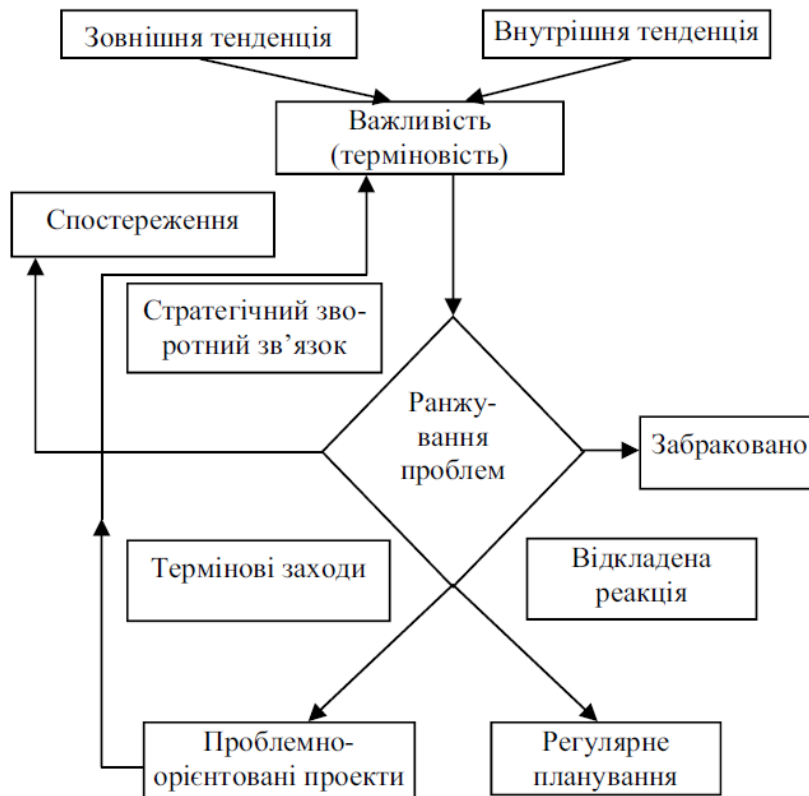 Зовнішня тенденція
Внутрішня тенденція
Важливість
(терміновість)
Спостереження
Стратегічний зво-
ротний зв’язок
Ранжу-
вання
проблем
Забраковано
Термінові заходи
Відкладена
реакція
Проблемно-
орієнтовані проекти
Регулярне
планування